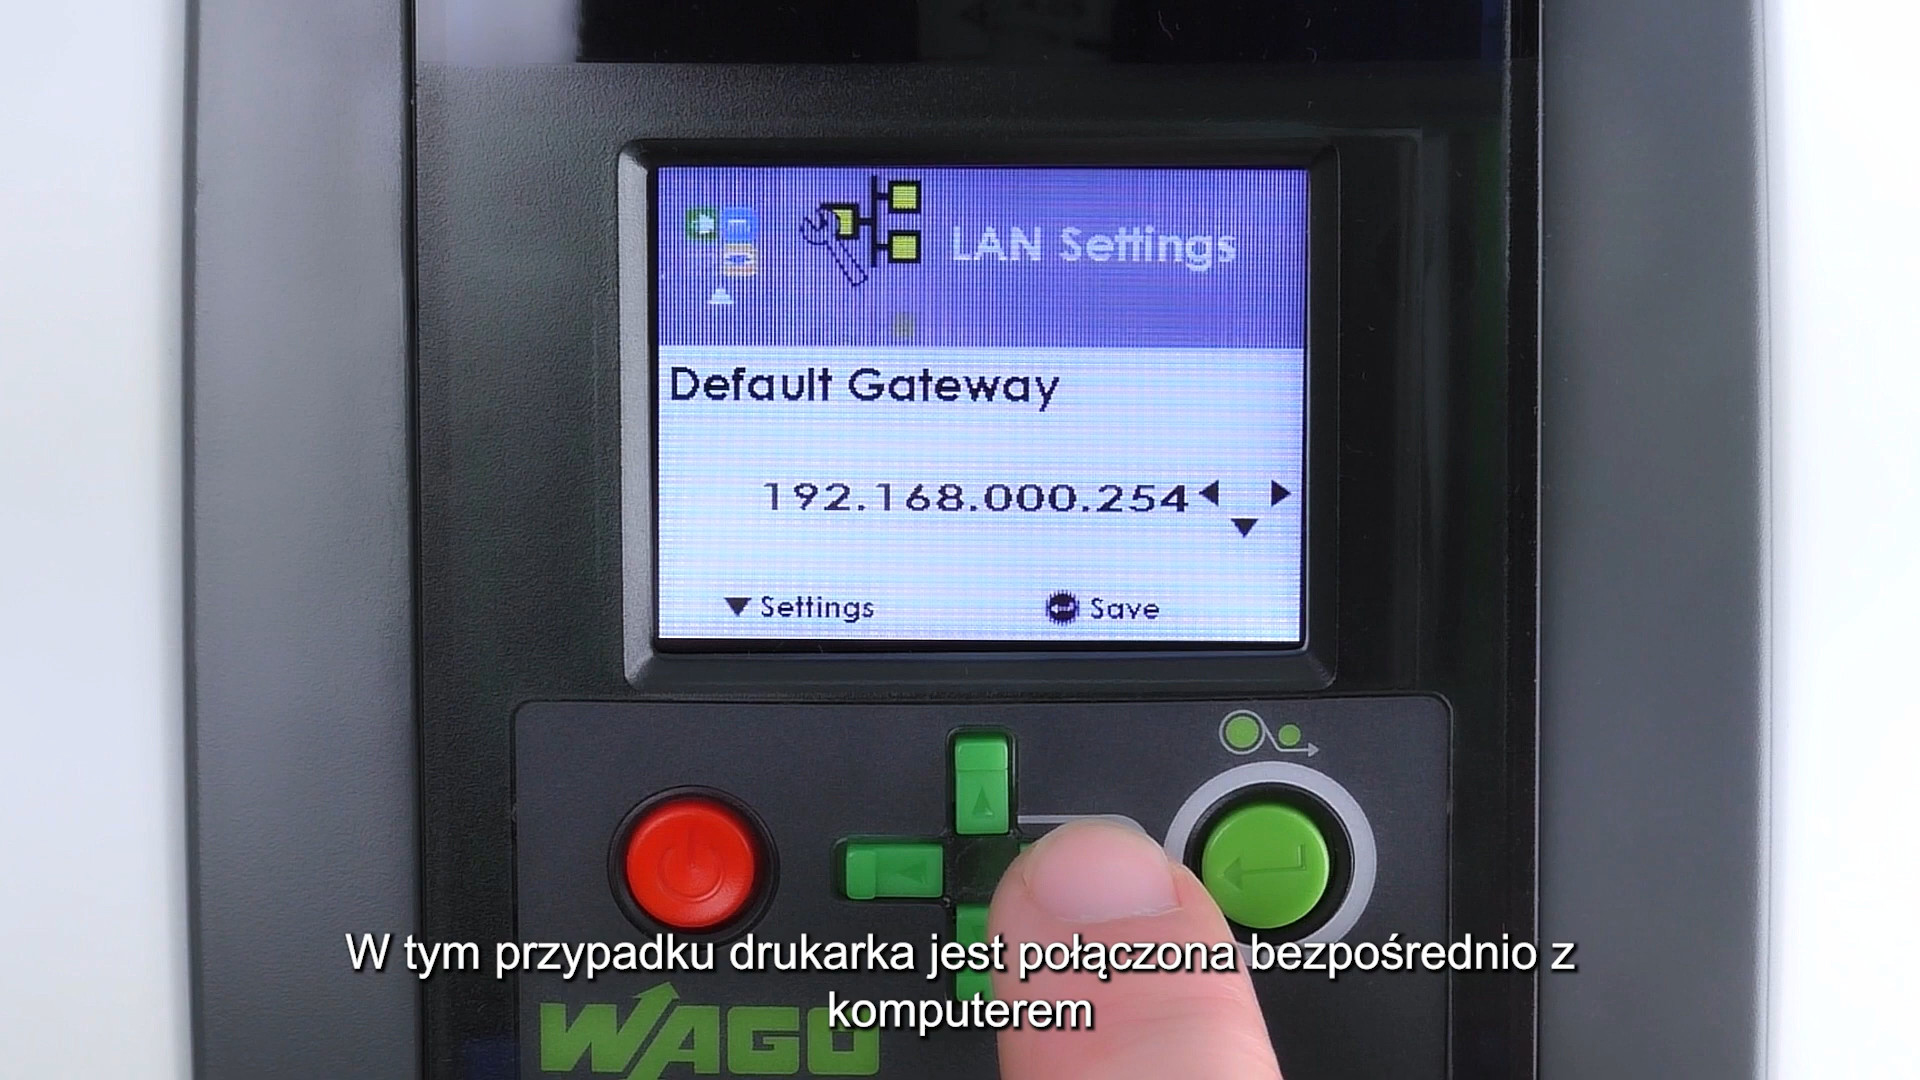 LAN Settings
Default Gateway
192.168.000.254
Settings
Save
W tym przypadku drukarka jest połączona bezpośrednio z
komputerem
WAGO